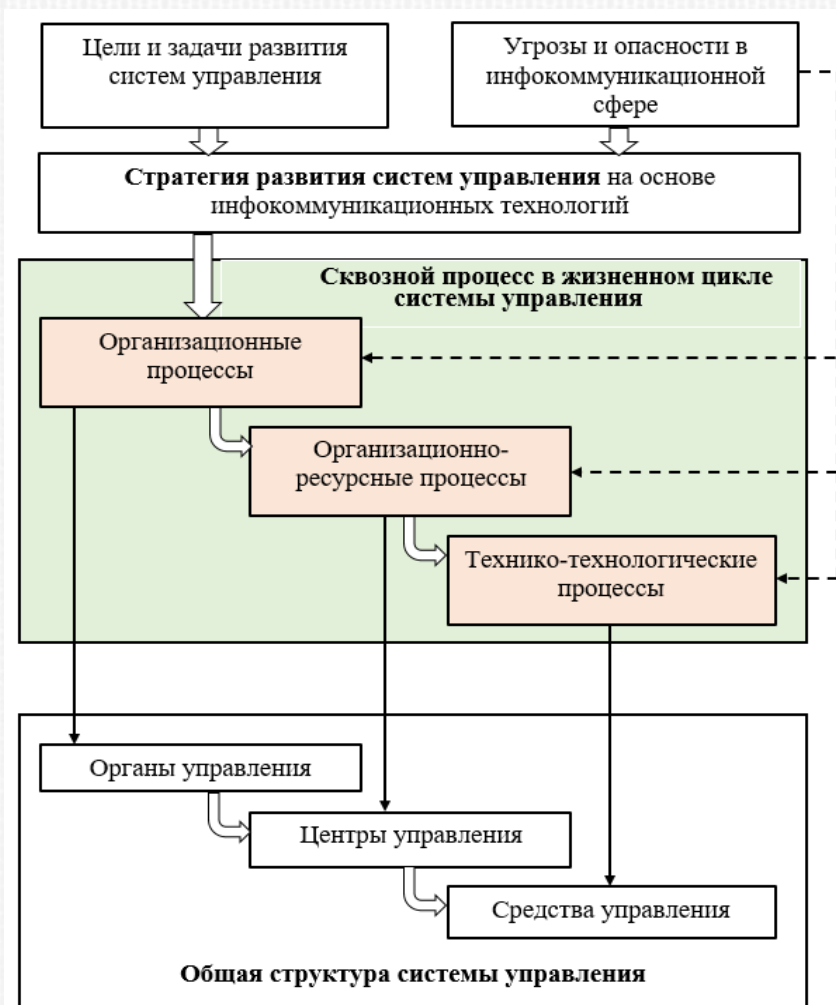 Цели и задачи развития
систем управления
Угрозы и опасности в
инфокоммуникационной
сфере
Стратегия развития систем управления на основе
инфокоммуникационных технологий
Сквозной процесс в жизненном цикле
системы управления
Организационные
процессы
Организационно-
ресурсные процессы
Технико-технологические
процессы
Органы управления
Центры управления
Средства управления
Общая структура системы управления